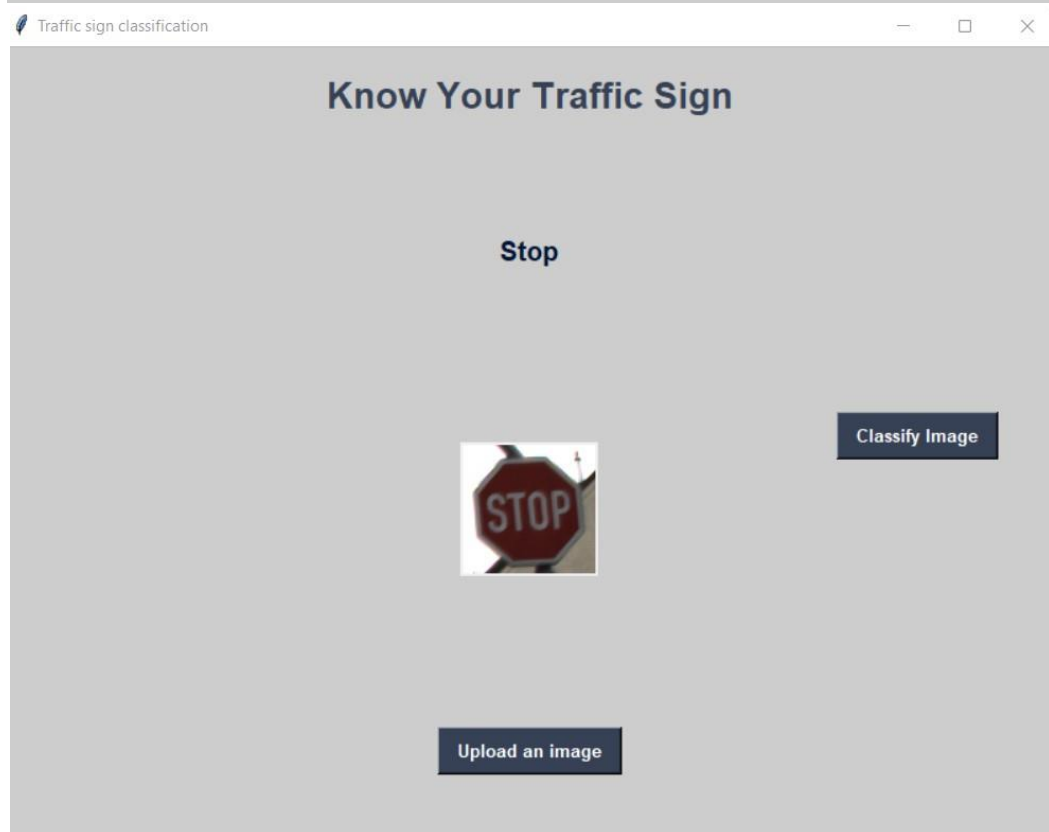 Traffic sign classification
Know Your Traffic Sign
Stop
Classify Image
STOP
Upload an image